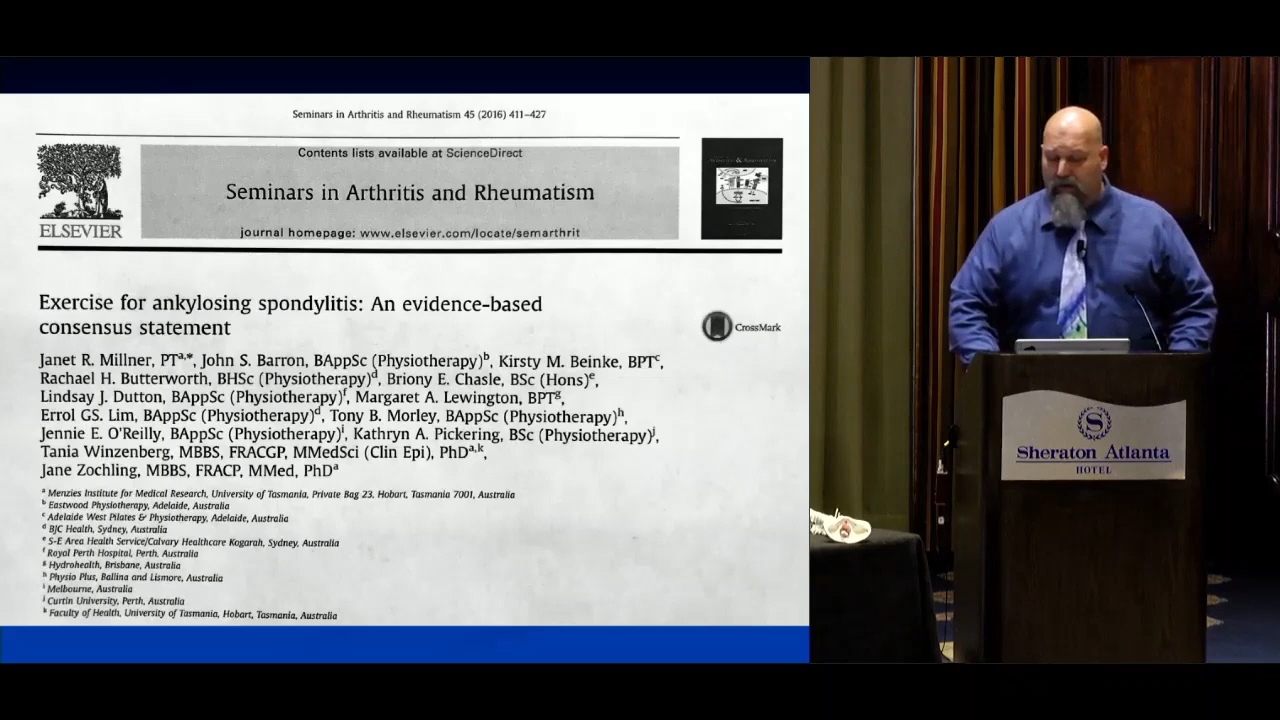 Seminars in Arthritis and Rheumatism 45 (2016) 411–427
Contents lists available at ScienceDirect
Seminars in Arthritis and Rheumatism
journal homepage: www.elsevier.com/locate/semarthrit
ELSEVIER
Exercise for ankylosing spondylitis: An evidence-based
consensus statement
CrossMark
Janet R. Millner, PTa,*, John S. Barron, BAppSc (Physiotherapy)b, Kirsty M. Beinke, BPTc,
Rachael H. Butterworth, BHSc (Physiotherapy)d, Briony E. Chasle, BSc (Hons)e,
Lindsay J. Dutton, BAppSc (Physiotherapy)f, Margaret A. Lewington, BPTg,
Errol GS. Lim, BAppSc (Physiotherapy)d, Tony B. Morley, BAppSc (Physiotherapy)h,
Jennie E. O'Reilly, BAppSc (Physiotherapy)i, Kathryn A. Pickering, BSc (Physiotherapy)j,
Tania Winzenberg, MBBS, FRACGP, MMedSci (Clin Epi), PhDa,k,
Jane Zochling, MBBS, FRACP, MMed, PhDa
a Menzies Institute for Medical Research, University of Tasmania, Private Bag 23, Hobart, Tasmania 7001, Australia
b Eastwood Physiotherapy, Adelaide, Australia
c Adelaide West Pilates & Physiotherapy, Adelaide, Australia
d BJC Health, Sydney, Australia
e S-E Area Health Service/Calvary Healthcare Kogarah, Sydney, Australia
f Royal Perth Hospital, Perth, Australia
g Hydrohealth, Brisbane, Australia
h Physio Plus, Ballina and Lismore, Australia
i Melbourne, Australia
j Curtin University, Perth, Australia
k Faculty of Health, University of Tasmania, Hobart, Tasmania, Australia
S
Sheraton Atlanta
HOTEL